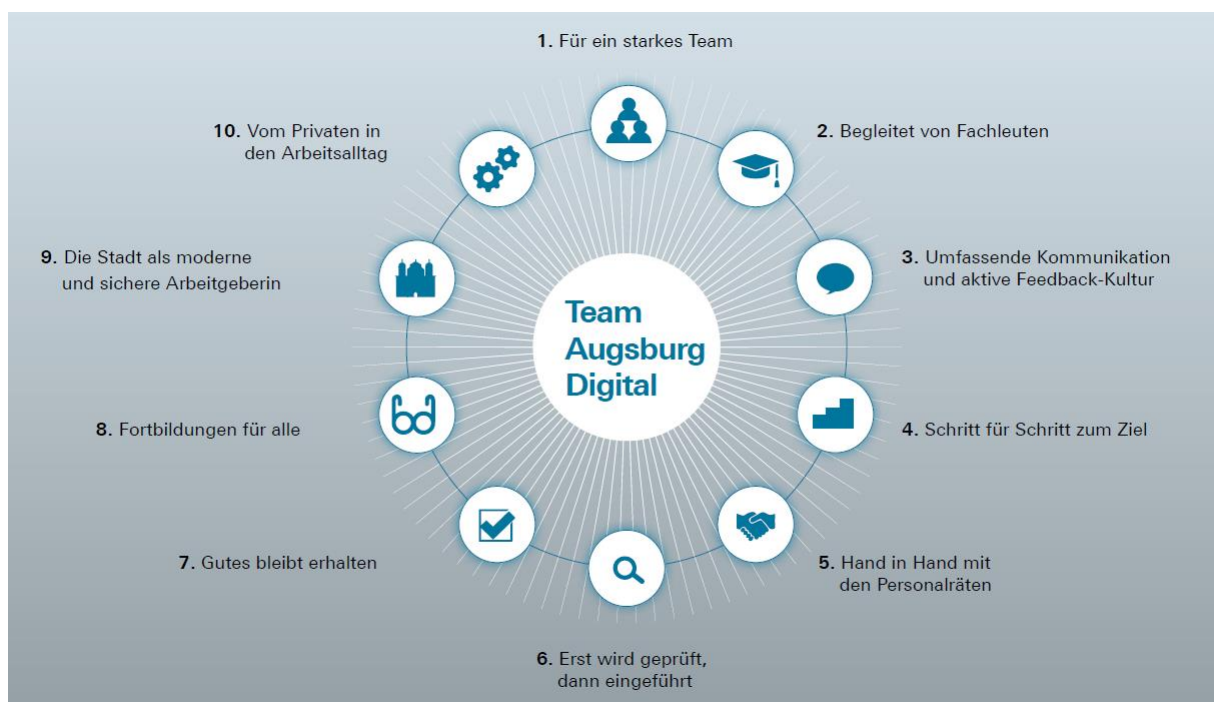 1. Für ein starkes Team
2. Begleitet von Fachleuten
3. Umfassende Kommunikation
und aktive Feedback-Kultur
4. Schritt für Schritt zum Ziel
5. Hand in Hand mit
den Personalräten
6. Erst wird geprüft,
dann eingeführt
7. Gutes bleibt erhalten
8. Fortbildungen für alle
9. Die Stadt als moderne
und sichere Arbeitgeberin
10. Vom Privaten in
den Arbeitsalltag
Team
Augsburg
Digital